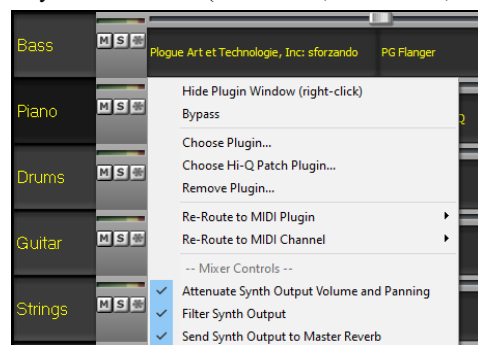 Bass
M S
Plogue Art et Technologie, Inc: sforzando
PG Flanger
Hide Plugin Window (right-click)
Bypass
Piano
M S
Q
Choose Plugin...
Choose Hi-Q Patch Plugin...
Remove Plugin...
Drums
M S
Re-Route to MIDI Plugin
Re-Route to MIDI Channel
Guitar
M S
-- Mixer Controls --
Attenuate Synth Output Volume and Panning
Filter Synth Output
Send Synth Output to Master Reverb
Strings
M S